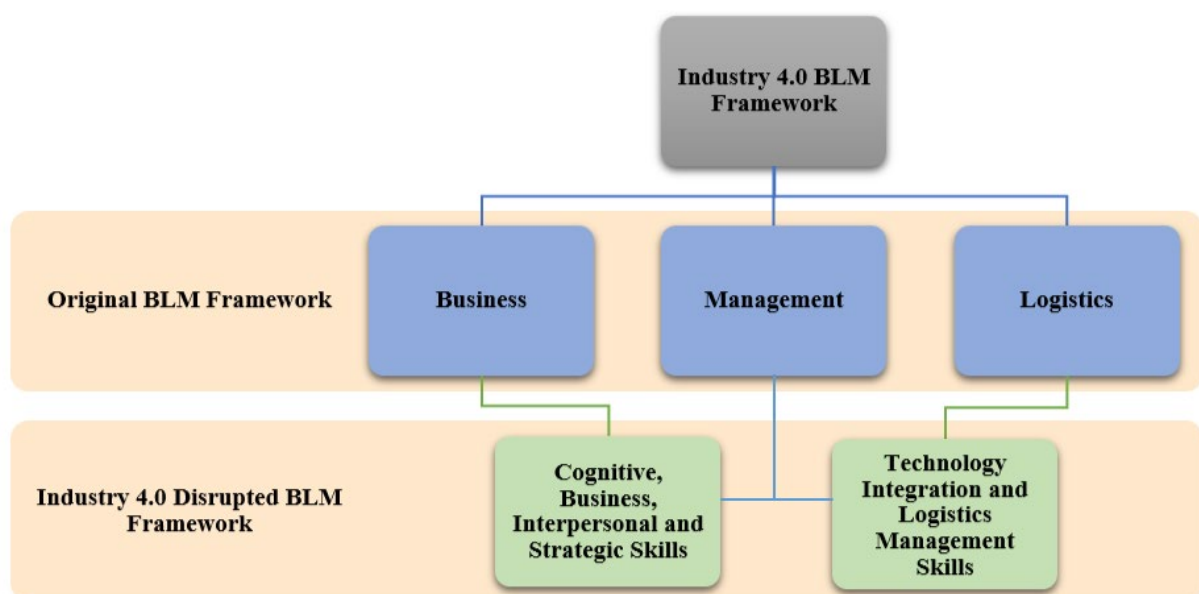 Industry 4.0 BLM
Framework
Original BLM Framework
Business
Management
Logistics
Industry 4.0 Disrupted BLM
Framework
Cognitive,
Business,
Interpersonal and
Strategic Skills
Technology
Integration and
Logistics
Management
Skills